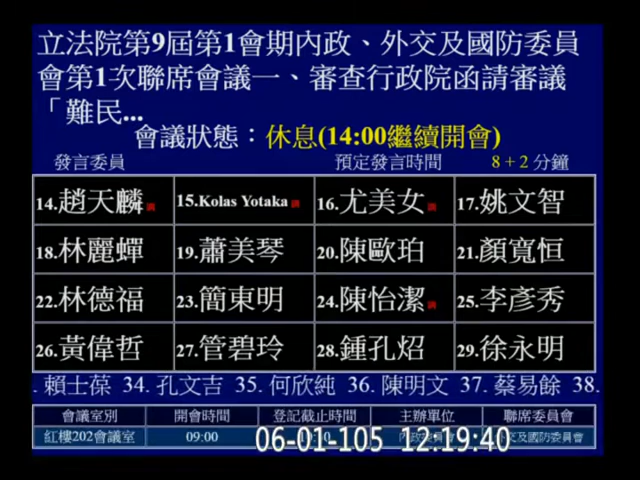 立法院第9屆第1會期內政、外交及國防委員
會第1次聯席會議一、審查行政院函請審議
「難民...
會議狀態：休息(14:00繼續開會)
發言委員 預定發言時間 8 + 2 分鐘
14.趙天麟 15.Kolas Yotaka 16.尤美女 17.姚文智
18.林麗蟬 19.蕭美琴 20.陳歐珀 21.顏寬恒
22.林德福 23.簡東明 24.陳怡潔 25.李彥秀
26.黃偉哲 27.管碧玲 28.鍾孔炤 29.徐永明
. 賴士葆 34. 孔文吉 35. 何欣純 36. 陳明文 37. 蔡易餘 38.
會議室別 開會時間 登記截止時間 主辦單位 聯席委員會
紅樓202會議室 09:00 外交及國防委員會
06-01-105 12:19:40